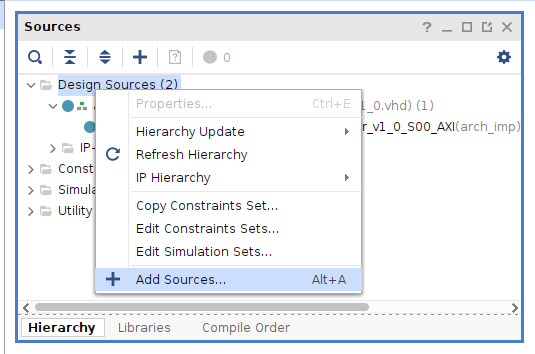 Sources
? _ ×
? 0
Design Sources (2)
Properties... Ctrl+E
1_0.vhd) (1)
Hierarchy Update
r_v1_0_S00_AXI(arch_imp)
Refresh Hierarchy
IP-
IP Hierarchy
Const
Simula
Utility
Copy Constraints Set...
Edit Constraints Sets...
Edit Simulation Sets...
Add Sources... Alt+A
Hierarchy Libraries Compile Order